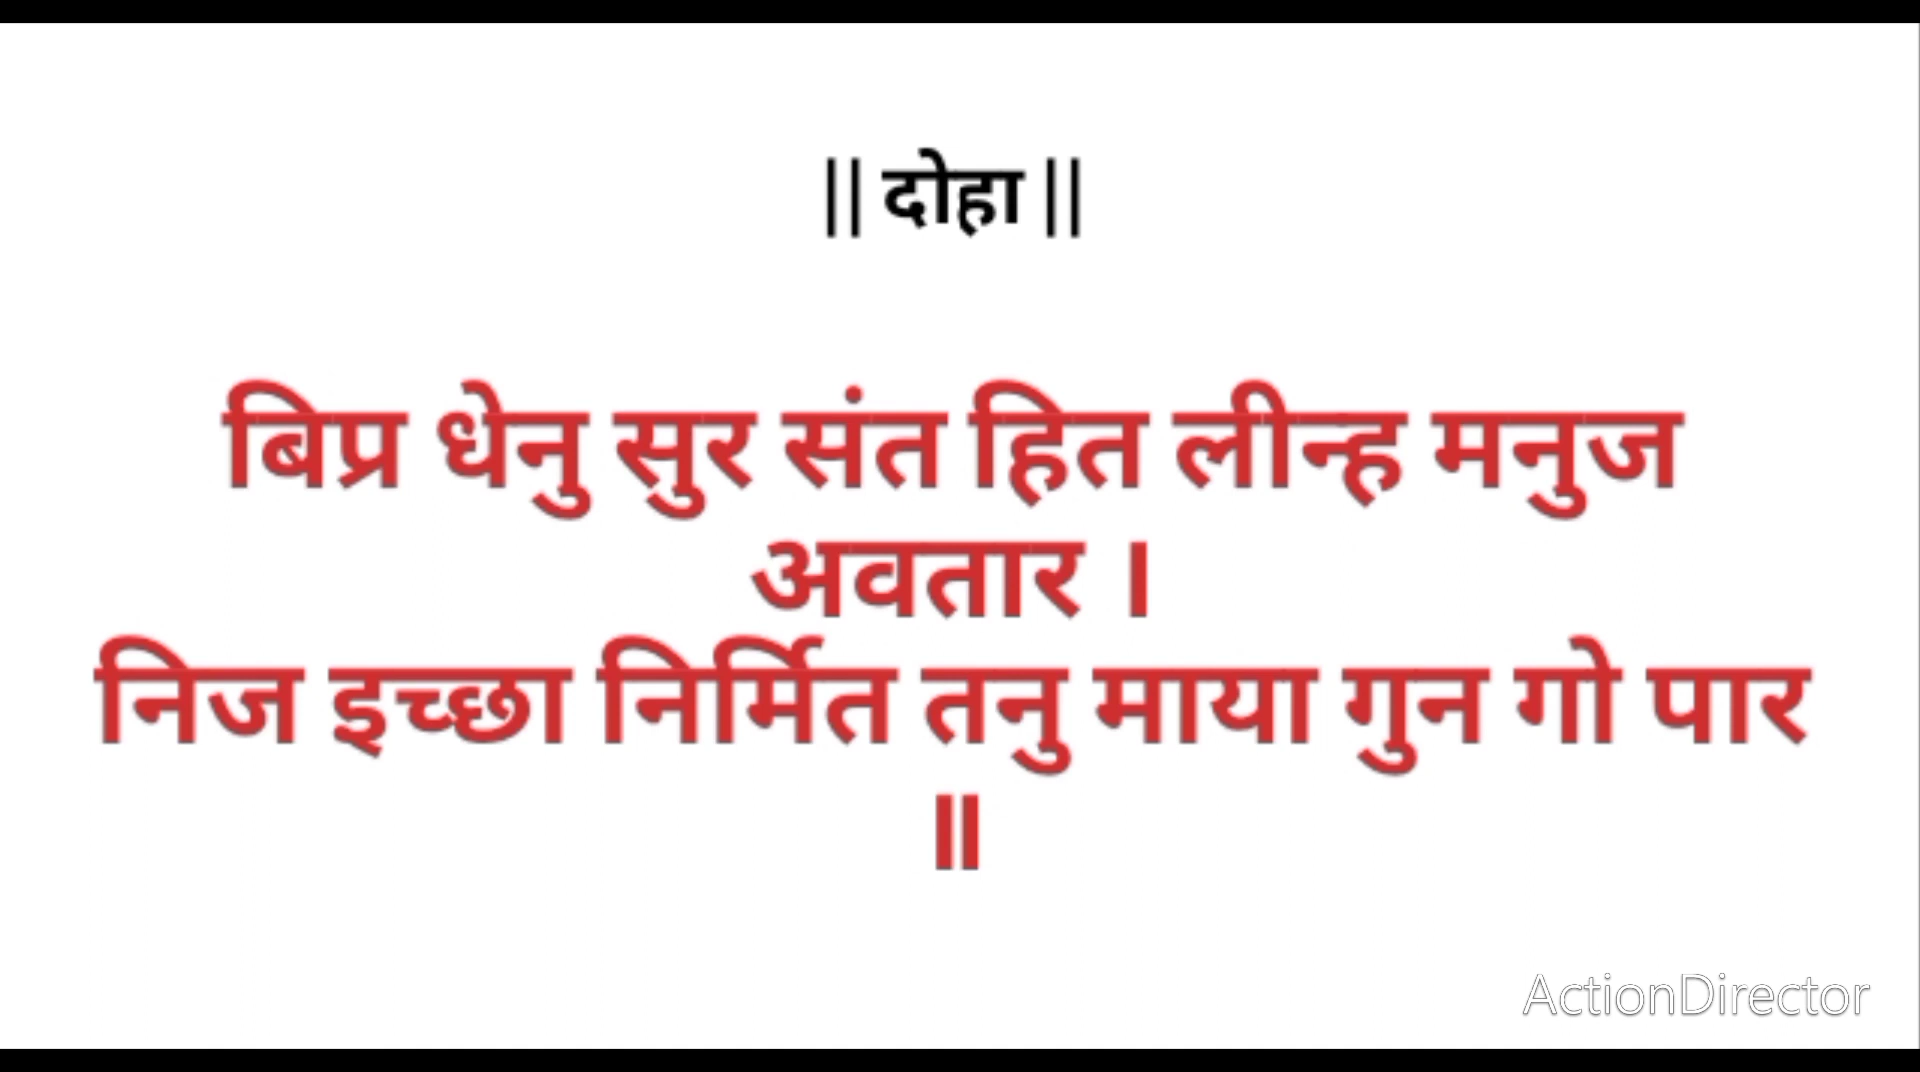 || दोहा ||
बिप्र धेनु सुर संत हित लीन्ह मनुज
अवतार ।
निज इच्छा निर्मित तनु माया गुन गो पार
॥
ActionDirector